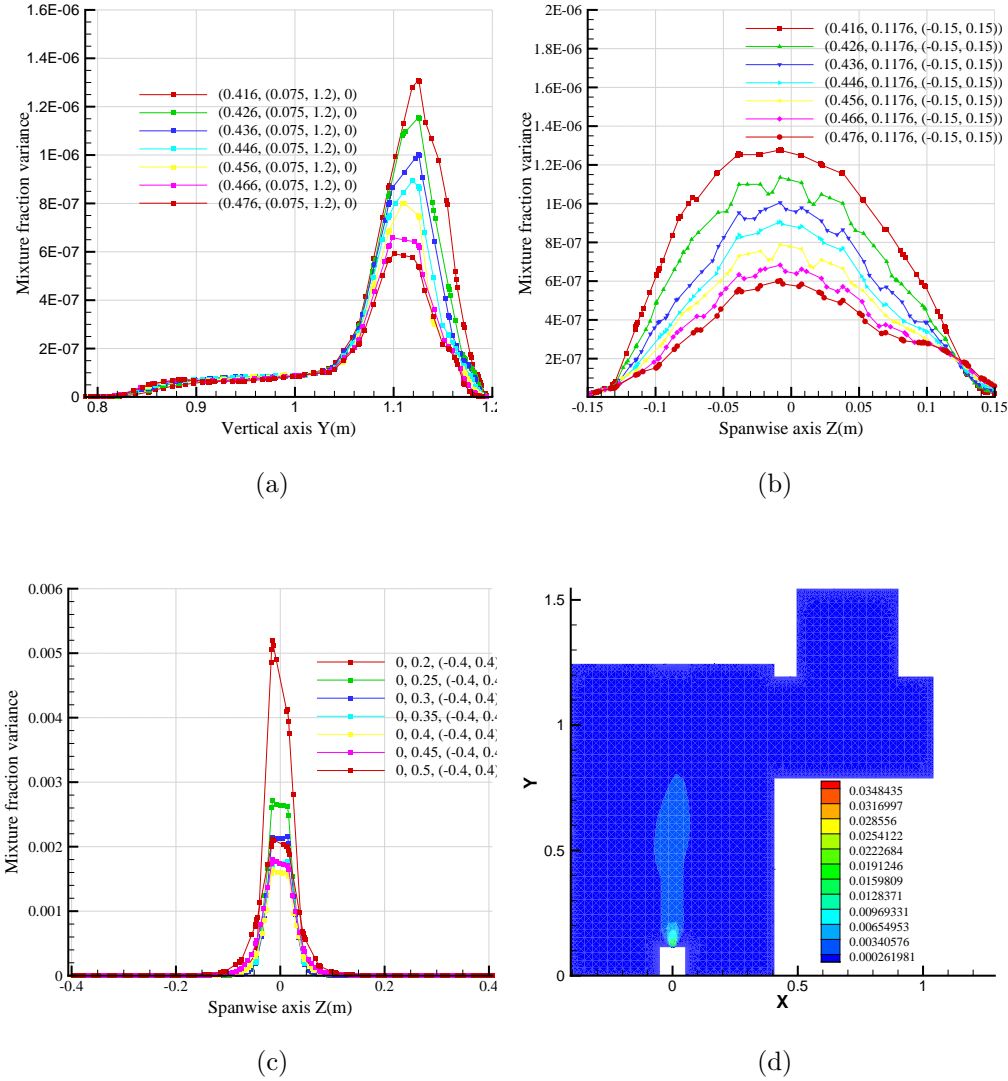 1.6E-06
1.4E-06
1.2E-06
1E-06
8E-07
6E-07
4E-07
2E-07
0
Mixture fraction variance
(0.416, (0.075, 1.2), 0)
(0.426, (0.075, 1.2), 0)
(0.436, (0.075, 1.2), 0)
(0.446, (0.075, 1.2), 0)
(0.456, (0.075, 1.2), 0)
(0.466, (0.075, 1.2), 0)
(0.476, (0.075, 1.2), 0)
0.8 0.9 1 1.1 1.2
Vertical axis Y(m)
(a)
2E-06
1.8E-06
1.6E-06
1.4E-06
1.2E-06
1E-06
8E-07
6E-07
4E-07
2E-07
Mixture fraction variance
(0.416, 0.1176, (-0.15, 0.15))
(0.426, 0.1176, (-0.15, 0.15))
(0.436, 0.1176, (-0.15, 0.15))
(0.446, 0.1176, (-0.15, 0.15))
(0.456, 0.1176, (-0.15, 0.15))
(0.466, 0.1176, (-0.15, 0.15))
(0.476, 0.1176, (-0.15, 0.15))
-0.15 -0.1 -0.05 0 0.05 0.1 0.15
Spanwise axis Z(m)
(b)
0.006
0.005
0.004
0.003
0.002
0.001
0
Mixture fraction variance
0, 0.2, (-0.4, 0.4)
0, 0.25, (-0.4, 0.4
0, 0.3, (-0.4, 0.4)
0, 0.35, (-0.4, 0.4
0, 0.4, (-0.4, 0.4)
0, 0.45, (-0.4, 0.4
0, 0.5, (-0.4, 0.4)
-0.4 -0.2 0 0.2 0.4
Spanwise axis Z(m)
(c)
1.5
1
0.5
0
Y
0.0348435
0.0316997
0.028556
0.0254122
0.0222684
0.0191246
0.0159809
0.0128371
0.00969331
0.00654953
0.00340576
0.000261981
0 0.5 1
X
(d)